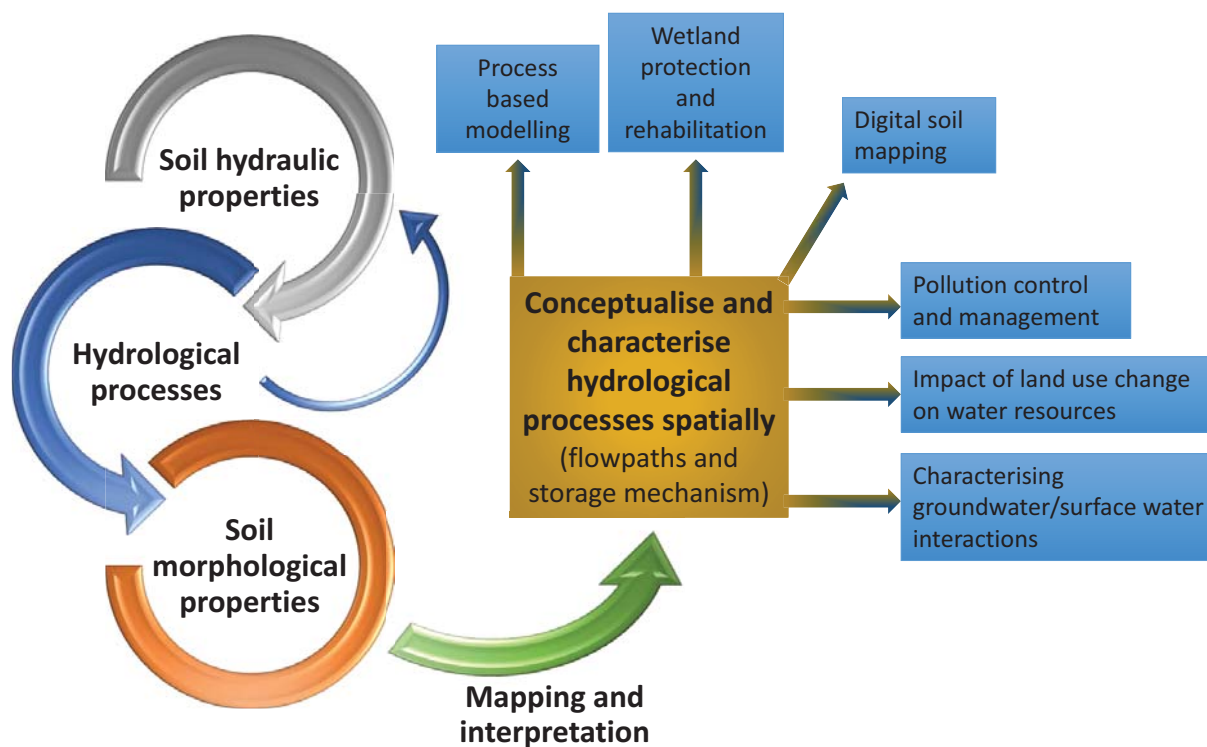 Soil hydraulic
properties
Hydrological
processes
Soil
morphological
properties
Mapping and
interpretation
Conceptualise and
characterise
hydrological
processes spatially
(flowpaths and
storage mechanism)
Process
based
modelling
Wetland
protection
and
rehabilitation
Digital soil
mapping
Pollution control
and management
Impact of land use change
on water resources
Characterising
groundwater/surface water
interactions